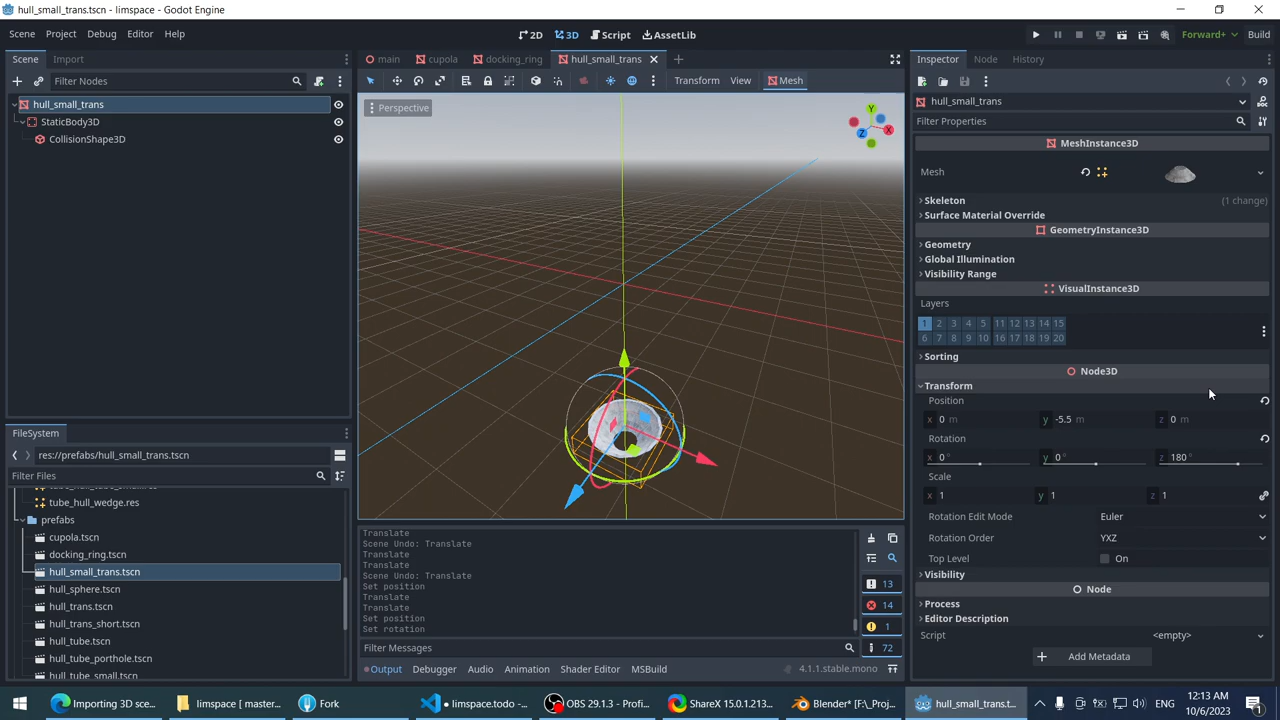 hull_small_trans.tscn - limspace - Godot Engine
Scene Project Debug Editor Help
2D 3D Script AssetLib
Forward+ Build
Scene Import
main cupola docking_ring hull_small_trans
Inspector Node History
Filter Nodes
Transform View Mesh
hull_small_trans
StaticBody3D
CollisionShape3D
Perspective
Y
X
Z
hull_small_trans
Filter Properties
MeshInstance3D
Mesh
Skeleton (1 change)
Surface Material Override
GeometryInstance3D
Geometry
Global Illumination
Visibility Range
VisualInstance3D
Layers
1 2 3 4 5 11 12 13 14 15
6 7 8 9 10 16 17 18 19 20
Sorting
Node3D
Transform
Position
x 0 m y -5.5 m z 0 m
Rotation
x 0 ° y 0 ° z 180 °
Scale
x 1 y 1 z 1
Rotation Edit Mode Euler
Rotation Order YXZ
Top Level On
Visibility
Node
Process
Editor Description
Script <empty>
Add Metadata
FileSystem
res://prefabs/hull_small_trans.tscn
Filter Files
tube_hull_wedge.res
prefabs
cupola.tscn
docking_ring.tscn
hull_small_trans.tscn
hull_sphere.tscn
hull_trans.tscn
hull_trans_short.tscn
hull_tube.tscn
hull_tube_porthole.tscn
hull_tube_small.tscn
Translate
Scene Undo: Translate
Translate
Translate
Scene Undo: Translate
Set position
Translate
Translate
Set position
Set rotation
13
14
1
72
Filter Messages
Output Debugger Audio Animation Shader Editor MSBuild
4.1.1.stable.mono
Importing 3D sce...
limspace [ master...
Fork
● limspace.todo - ...
OBS 29.1.3 - Profi...
ShareX 15.0.1.213...
Blender* [F:\_Proj...
hull_small_trans.t...
12:13 AM
10/6/2023